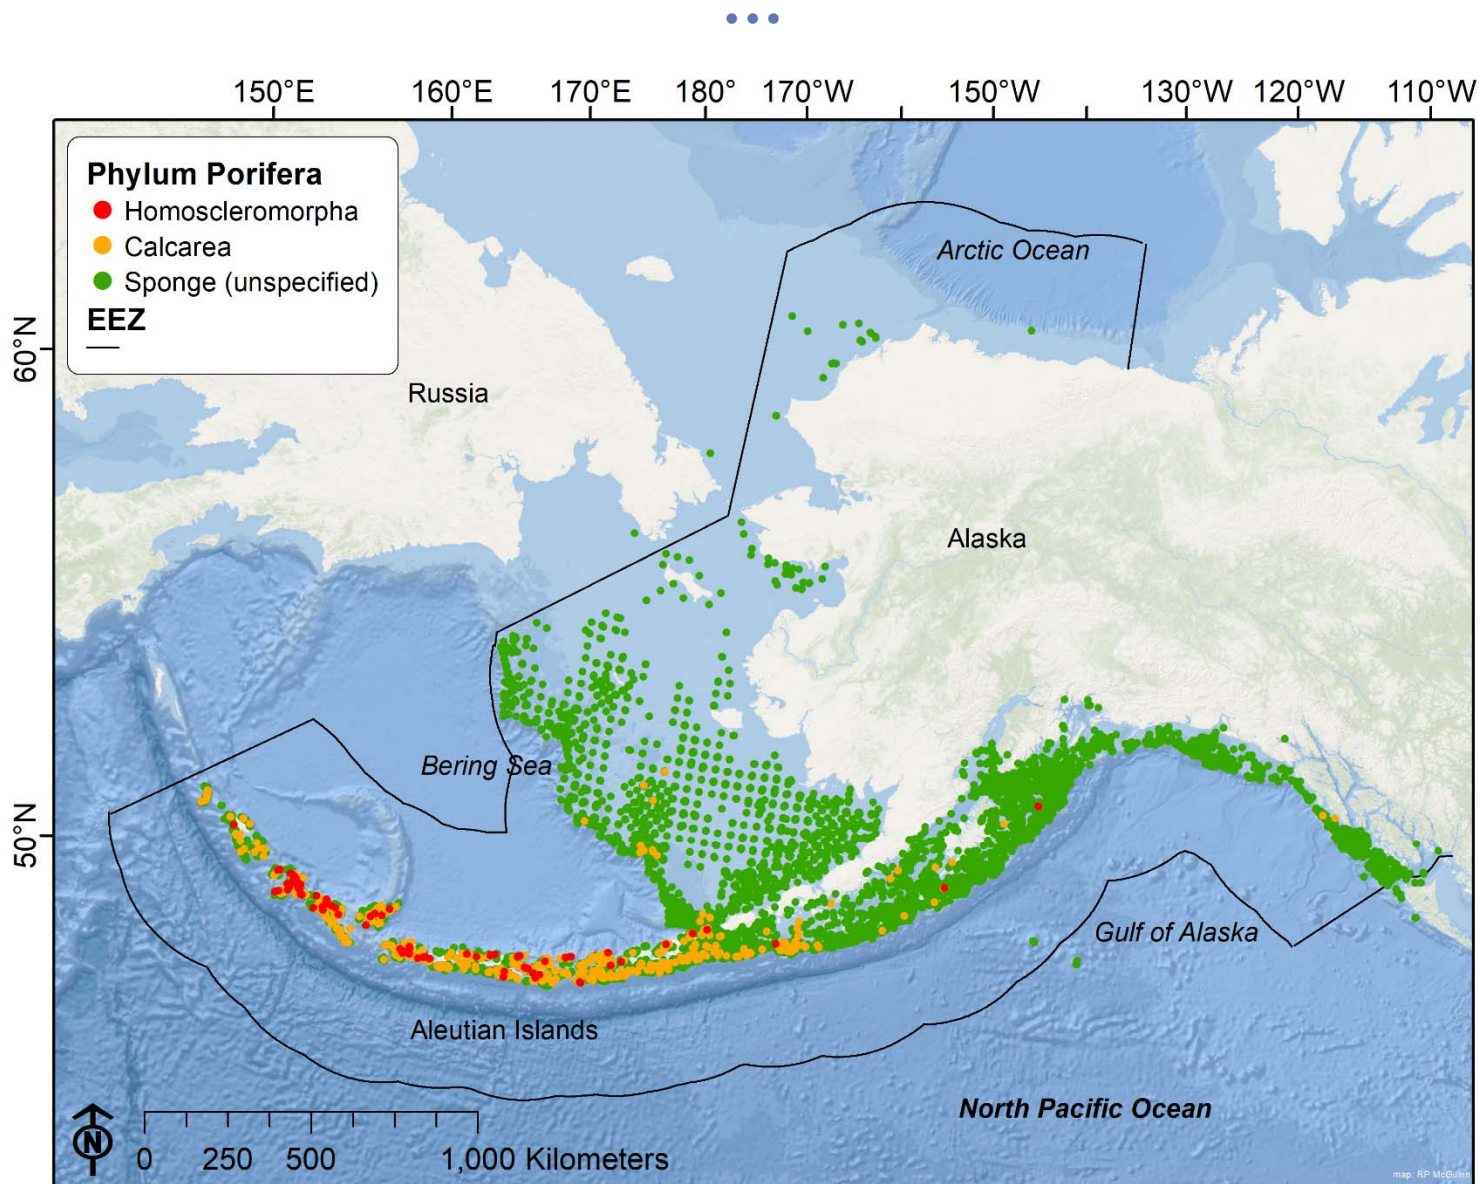 150°E 160°E 170°E 180° 170°W 150°W 130°W 120°W 110°W
Phylum Porifera
Homoscleromorpha
Calcarea
Sponge (unspecified)
EEZ
Arctic Ocean
60°N
Russia
Alaska
Bering Sea
50°N
Gulf of Alaska
Aleutian Islands
North Pacific Ocean
N
0 250 500 1,000 Kilometers
map: RP McGuinn